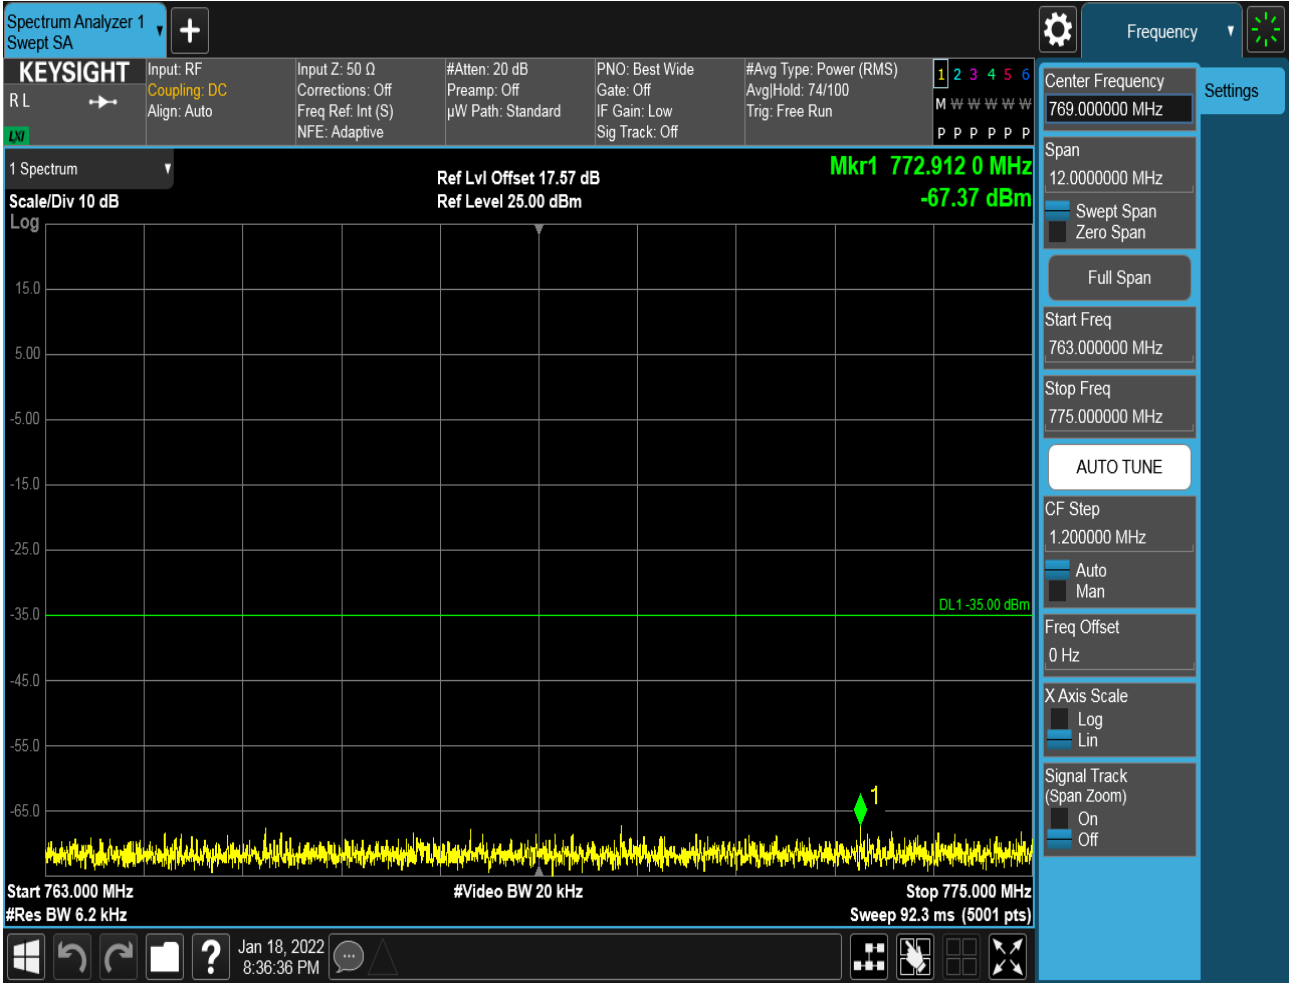 Spectrum Analyzer 1
Swept SA
Frequency
KEYSIGHT
R L
LXI
Input: RF
Coupling: DC
Align: Auto
Input Z: 50 Ω
Corrections: Off
Freq Ref: Int (S)
NFE: Adaptive
#Atten: 20 dB
Preamp: Off
µW Path: Standard
PNO: Best Wide
Gate: Off
IF Gain: Low
Sig Track: Off
#Avg Type: Power (RMS)
Avg|Hold: 74/100
Trig: Free Run
1 2 3 4 5 6
M W W W W W
P P P P P P
1 Spectrum
Scale/Div 10 dB
Log
Ref Lvl Offset 17.57 dB
Ref Level 25.00 dBm
Mkr1 772.912 0 MHz
-67.37 dBm
15.0
5.00
-5.00
-15.0
-25.0
-35.0
DL1 -35.00 dBm
-45.0
-55.0
-65.0
1
Start 763.000 MHz
#Res BW 6.2 kHz
#Video BW 20 kHz
Stop 775.000 MHz
Sweep 92.3 ms (5001 pts)
?
Jan 18, 2022
8:36:36 PM
Center Frequency
769.000000 MHz
Settings
Span
12.0000000 MHz
Swept Span
Zero Span
Full Span
Start Freq
763.000000 MHz
Stop Freq
775.000000 MHz
AUTO TUNE
CF Step
1.200000 MHz
Auto
Man
Freq Offset
0 Hz
X Axis Scale
Log
Lin
Signal Track
(Span Zoom)
On
Off